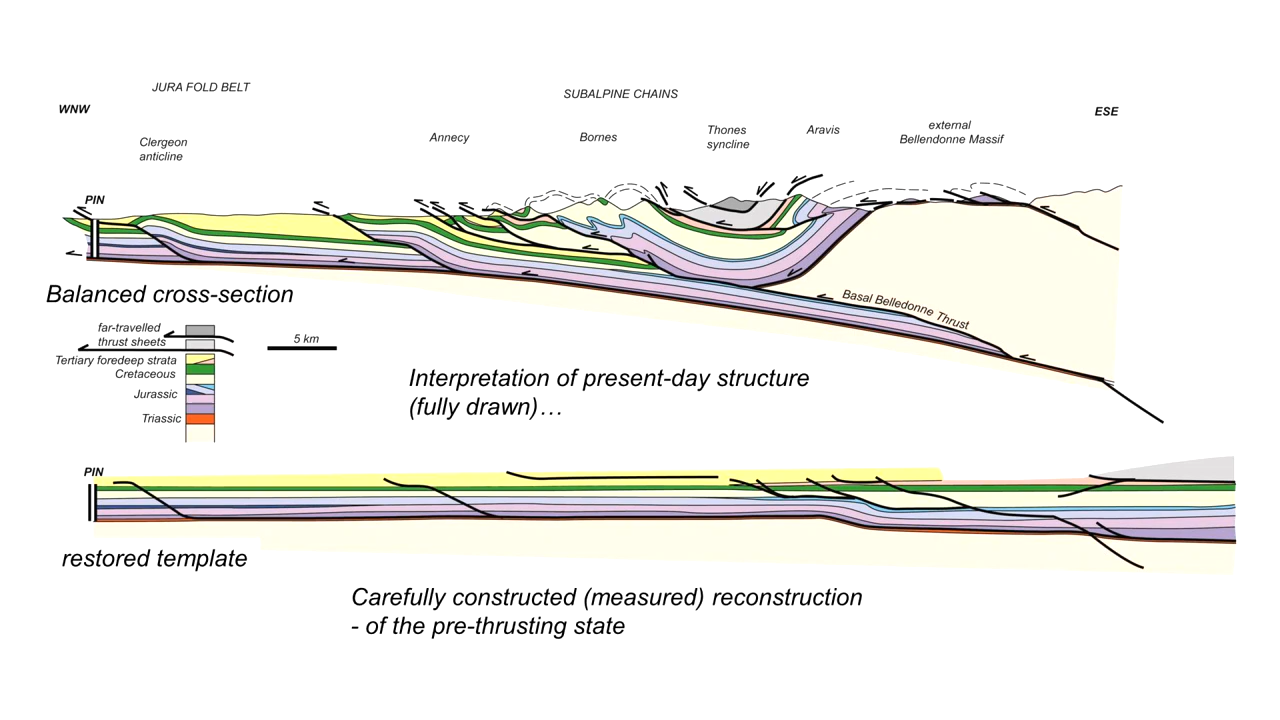 JURA FOLD BELT
SUBALPINE CHAINS
WNW
ESE
Clergeon
anticline
Annecy
Bornes
Thones
syncline
Aravis
external
Bellendonne Massif
PIN
Basal Belledonne Thrust
Balanced cross-section
far-travelled
thrust sheets
Tertiary foredeep strata
Cretaceous
Jurassic
Triassic
5 km
Interpretation of present-day structure
(fully drawn)…
PIN
restored template
Carefully constructed (measured) reconstruction
- of the pre-thrusting state